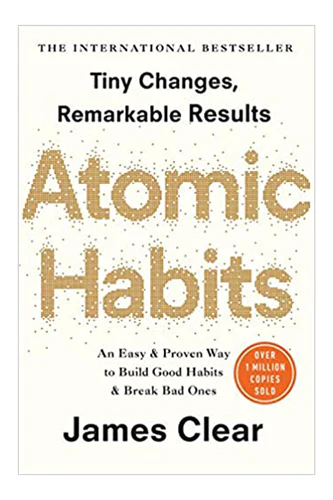 THE INTERNATIONAL BESTSELLER
Tiny Changes,
Remarkable Results
Atomic
Habits
An Easy & Proven Way
to Build Good Habits
& Break Bad Ones
OVER
1 MILLION
COPIES
SOLD
James Clear